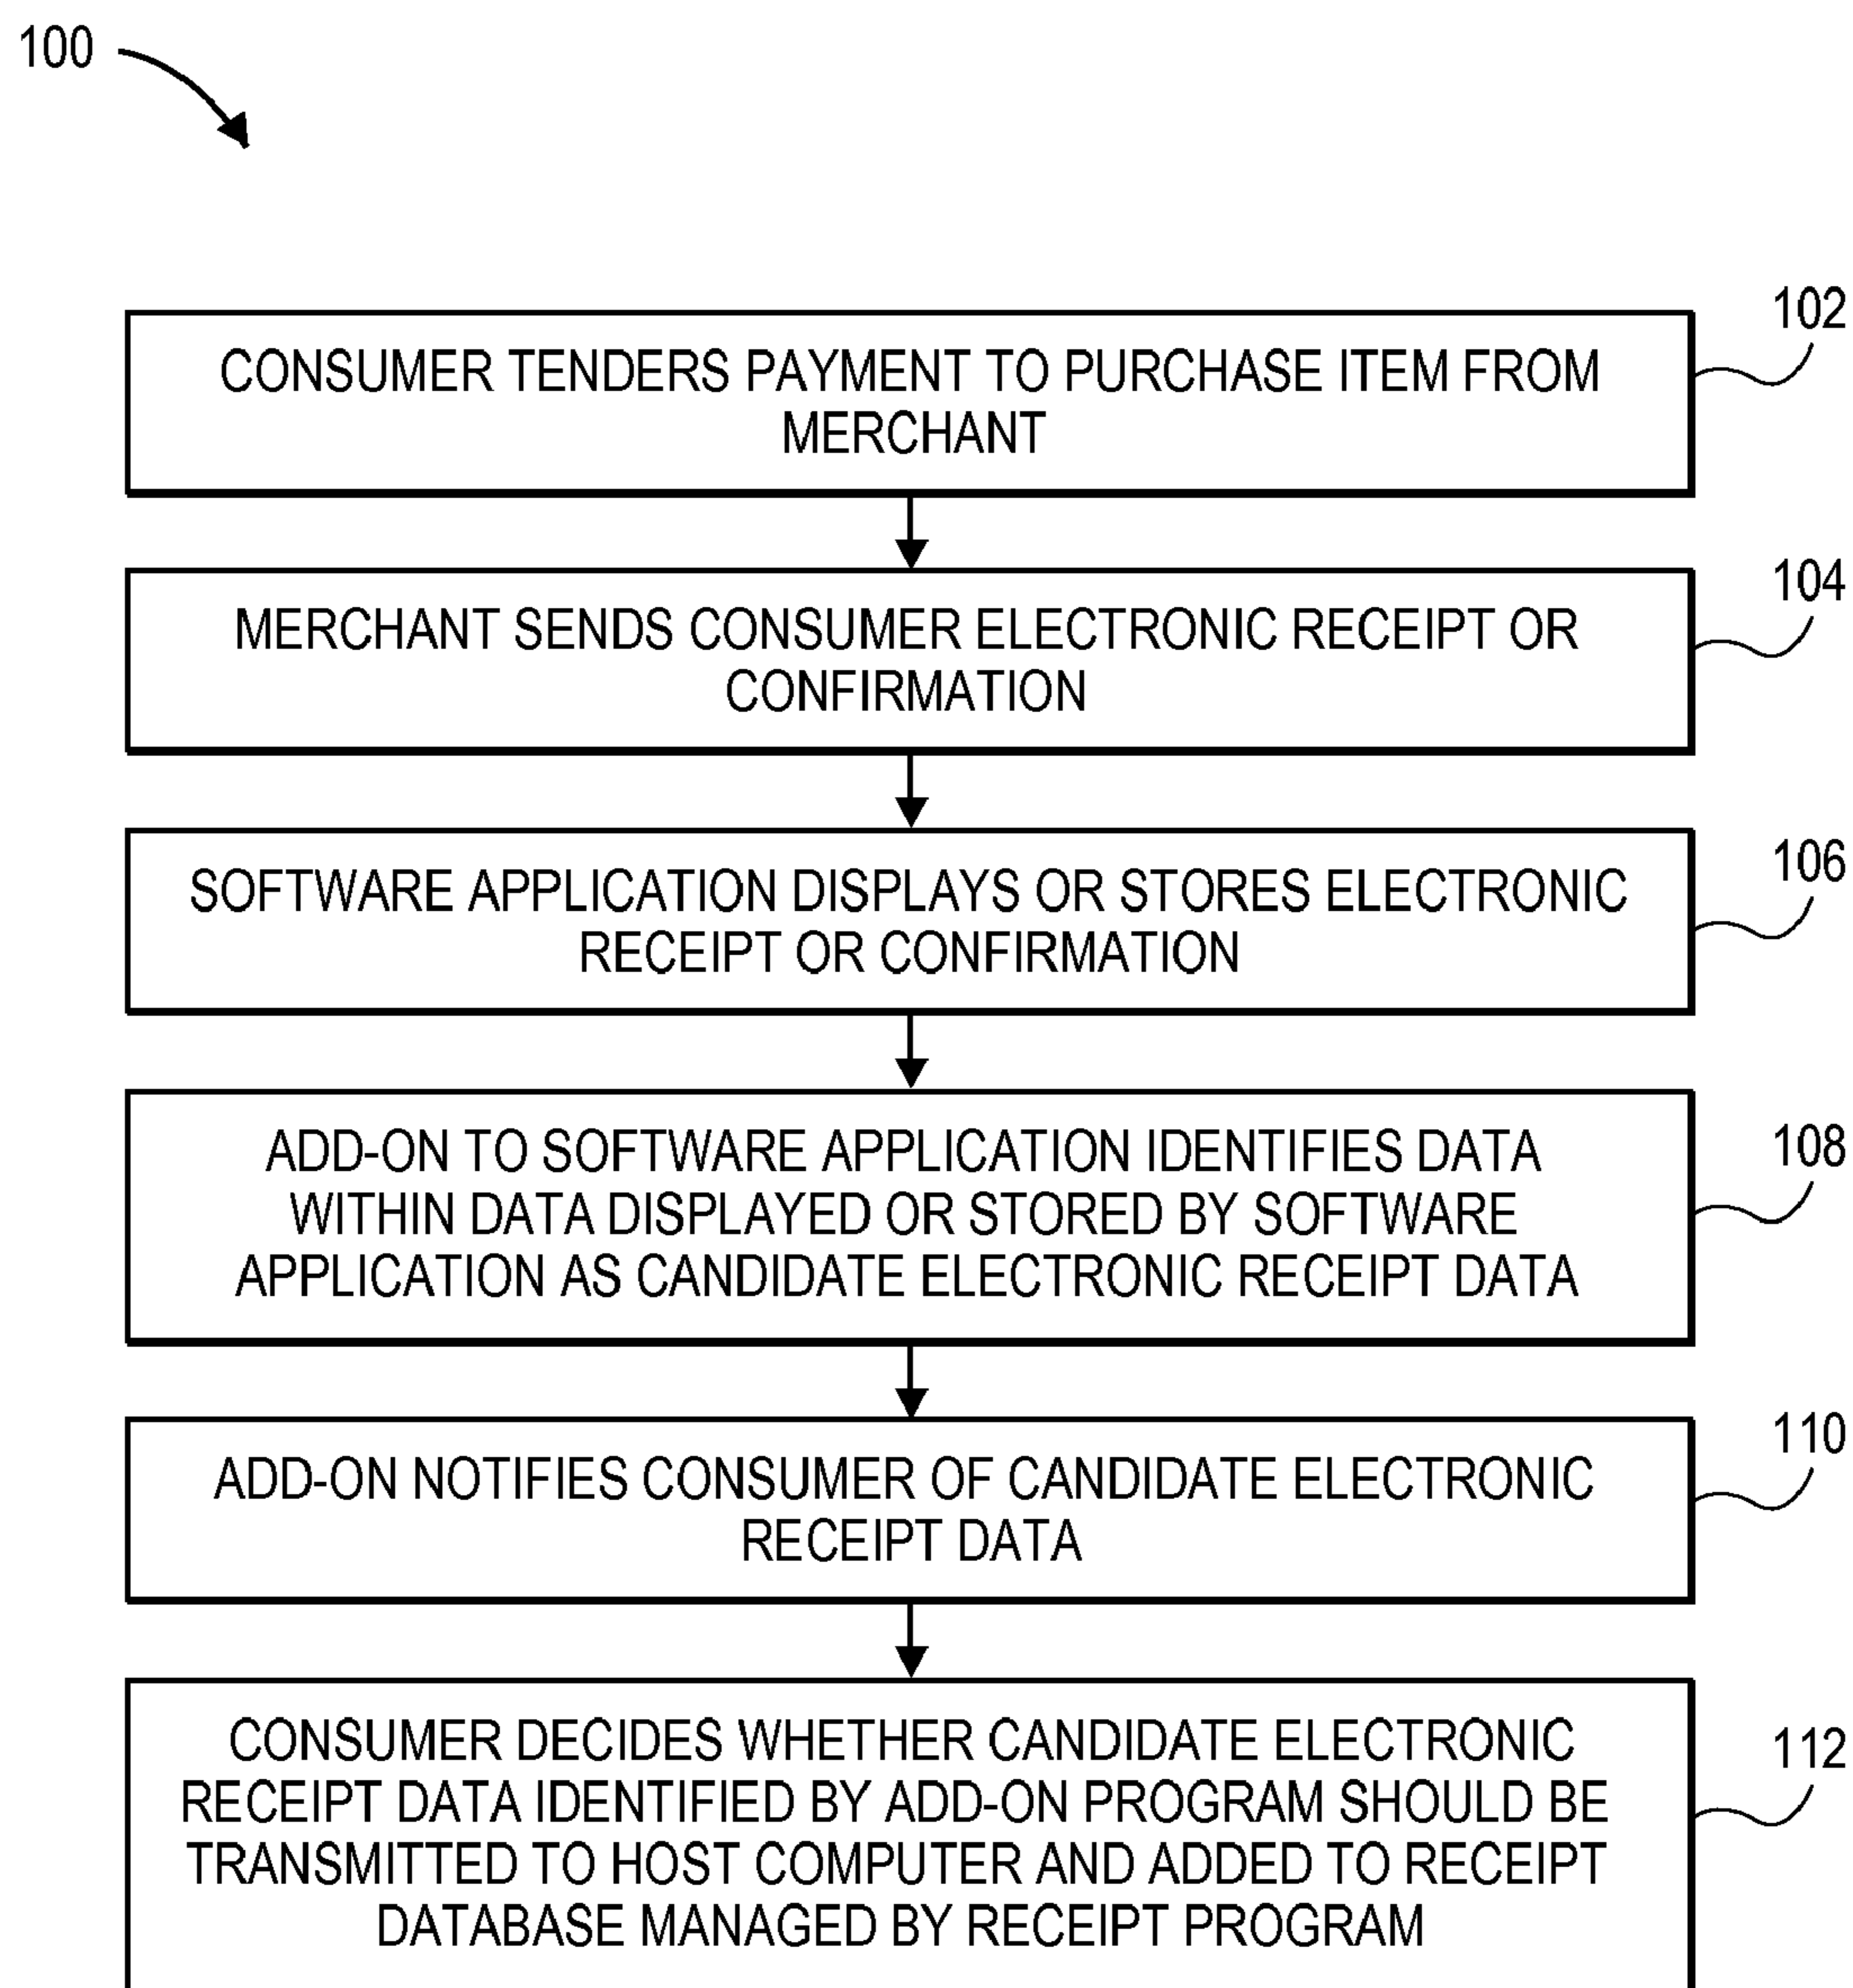 100
102
CONSUMER TENDERS PAYMENT TO PURCHASE ITEM FROM
MERCHANT
104
MERCHANT SENDS CONSUMER ELECTRONIC RECEIPT OR
CONFIRMATION
106
SOFTWARE APPLICATION DISPLAYS OR STORES ELECTRONIC
RECEIPT OR CONFIRMATION
108
ADD-ON TO SOFTWARE APPLICATION IDENTIFIES DATA
WITHIN DATA DISPLAYED OR STORED BY SOFTWARE
APPLICATION AS CANDIDATE ELECTRONIC RECEIPT DATA
110
ADD-ON NOTIFIES CONSUMER OF CANDIDATE ELECTRONIC
RECEIPT DATA
112
CONSUMER DECIDES WHETHER CANDIDATE ELECTRONIC
RECEIPT DATA IDENTIFIED BY ADD-ON PROGRAM SHOULD BE
TRANSMITTED TO HOST COMPUTER AND ADDED TO RECEIPT
DATABASE MANAGED BY RECEIPT PROGRAM